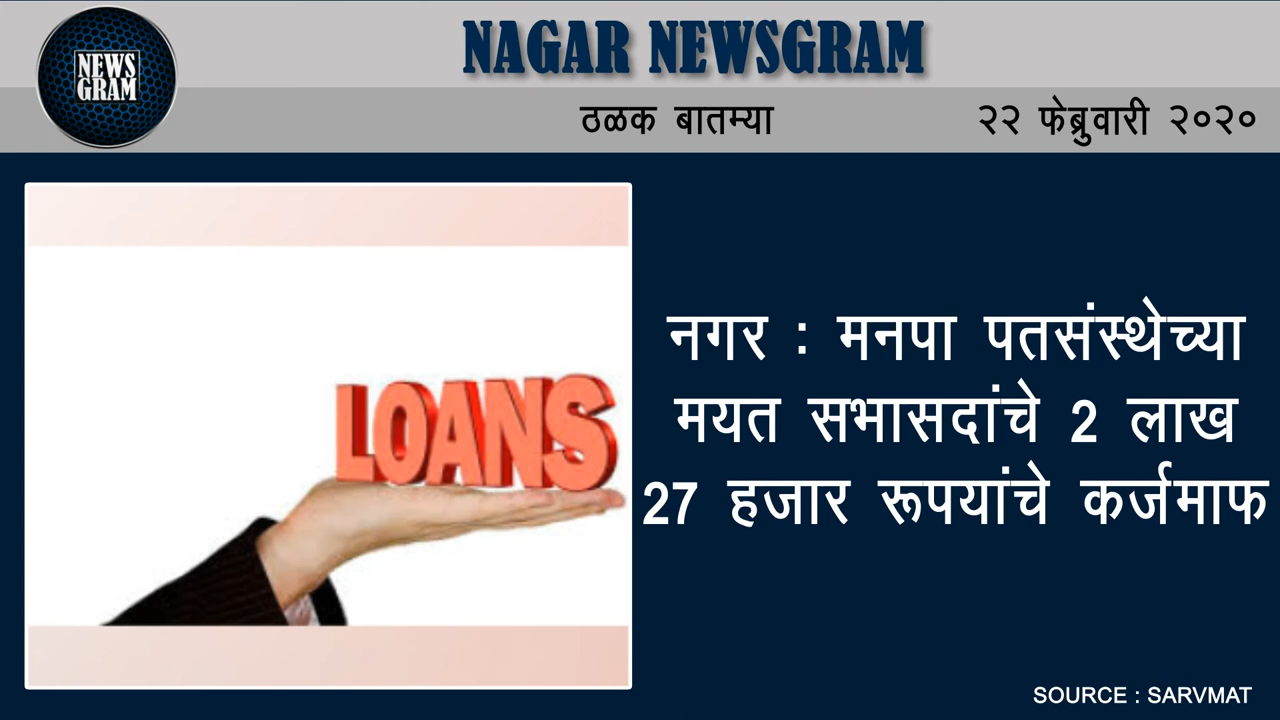 NEWS
GRAM
NAGAR NEWSGRAM
ठळक बातम्या
२२ फेब्रुवारी २०२०
LOANS
नगर : मनपा पतसंस्थेच्या
मयत सभासदांचे 2 लाख
27 हजार रूपयांचे कर्जमाफ
SOURCE : SARVMAT